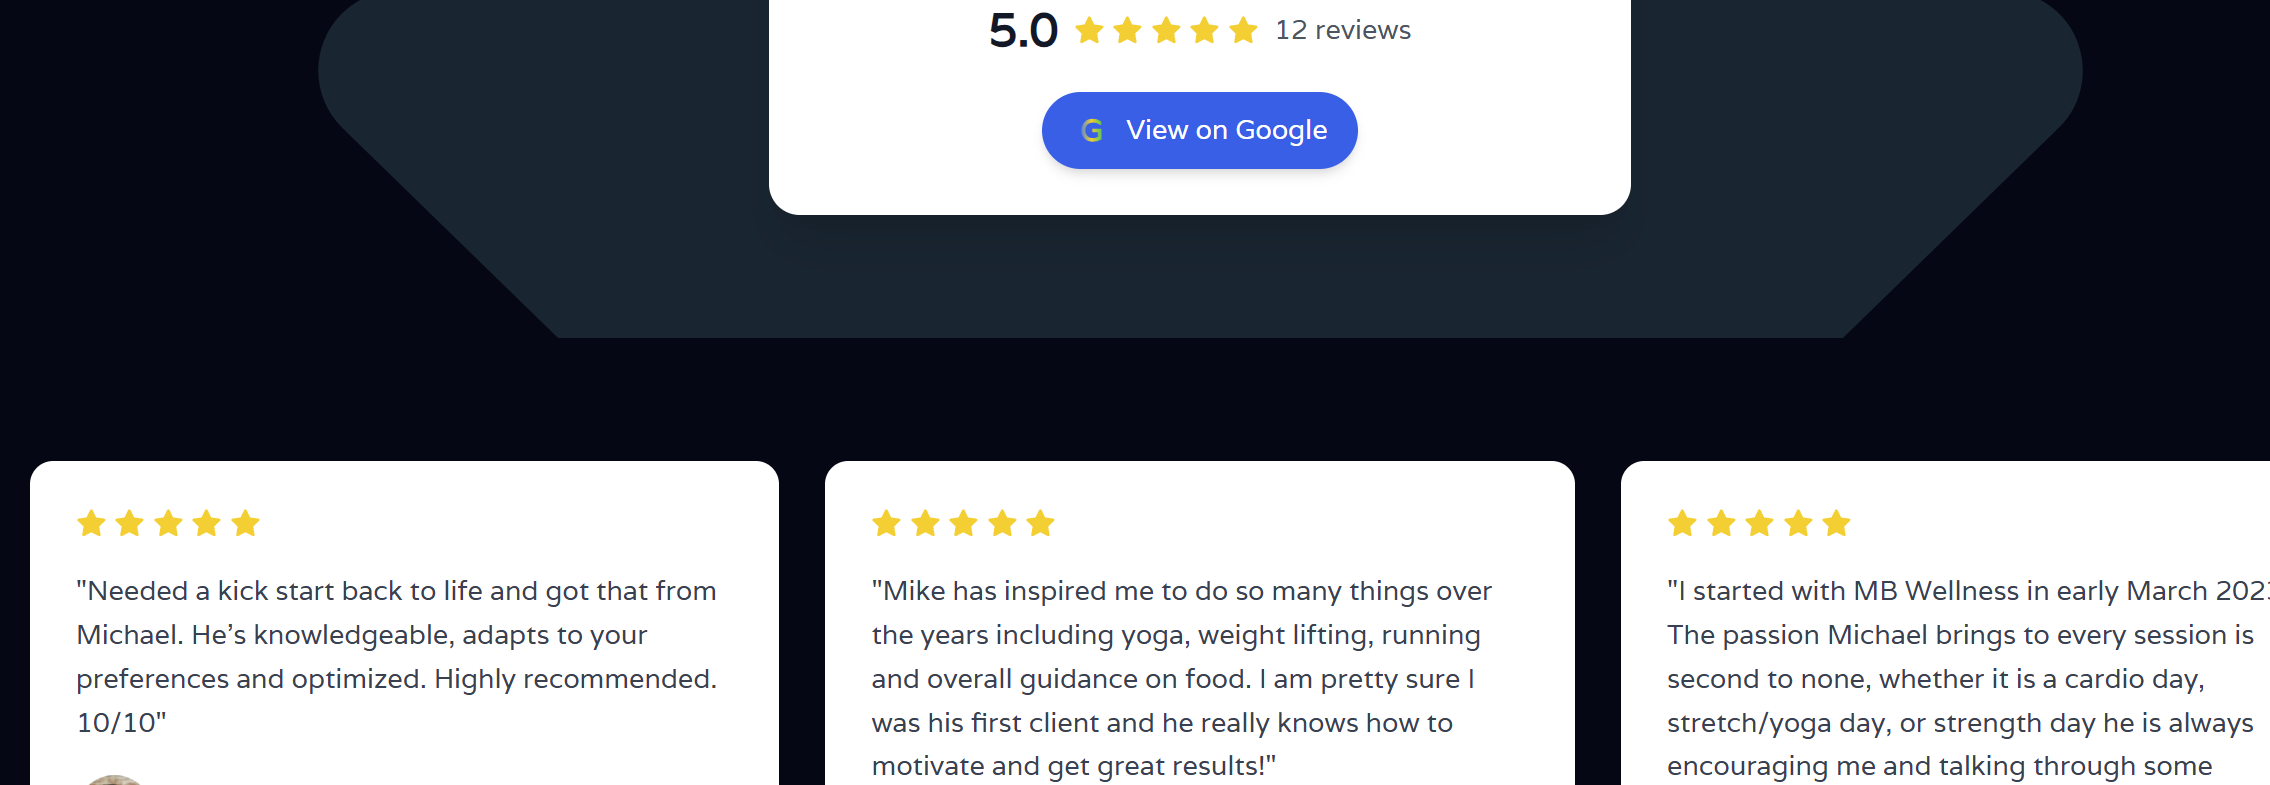 5.0 12 reviews
G View on Google
"Needed a kick start back to life and got that from
Michael. He’s knowledgeable, adapts to your
preferences and optimized. Highly recommended.
10/10"
"Mike has inspired me to do so many things over
the years including yoga, weight lifting, running
and overall guidance on food. I am pretty sure I
was his first client and he really knows how to
motivate and get great results!"
"I started with MB Wellness in early March
The passion Michael brings to every session is
second to none, whether it is a cardio day,
stretch/yoga day, or strength day he is always
encouraging me and talking through some